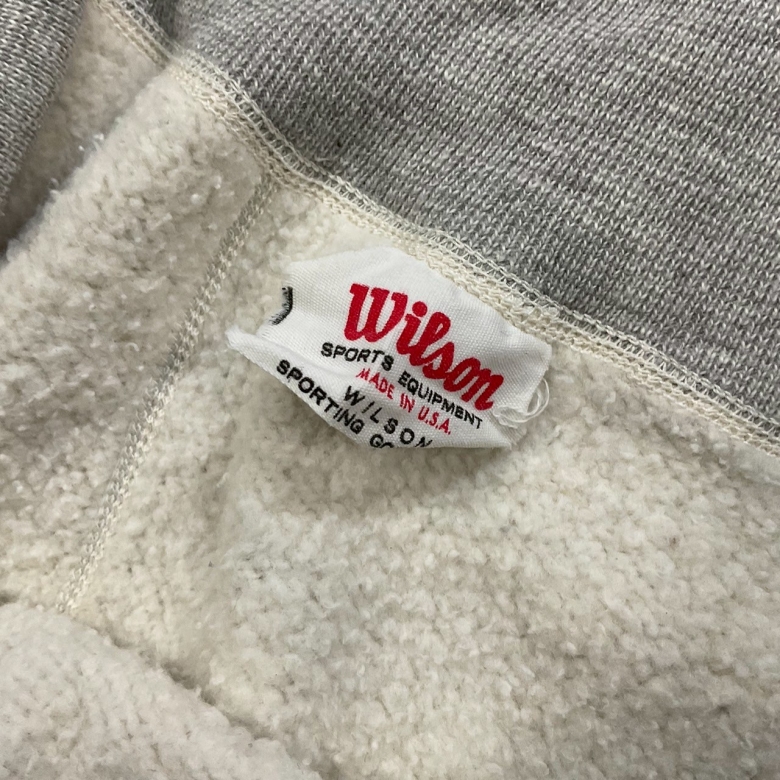 Wilson
SPORTS EQUIPMENT
MADE IN U.S.A.
WILSON
SPORTING